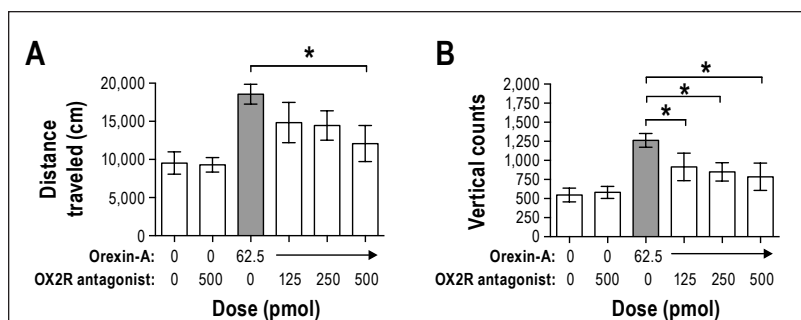 A
*
Distance
traveled (cm)
20,000
15,000
10,000
5,000
0
Orexin-A: 0 0 62.5
OX2R antagonist: 0 500 0 125 250 500
Dose (pmol)
B
*
*
*
Vertical counts
2,000
1,750
1,500
1,250
1,000
750
500
250
0
Orexin-A: 0 0 62.5
OX2R antagonist: 0 500 0 125 250 500
Dose (pmol)